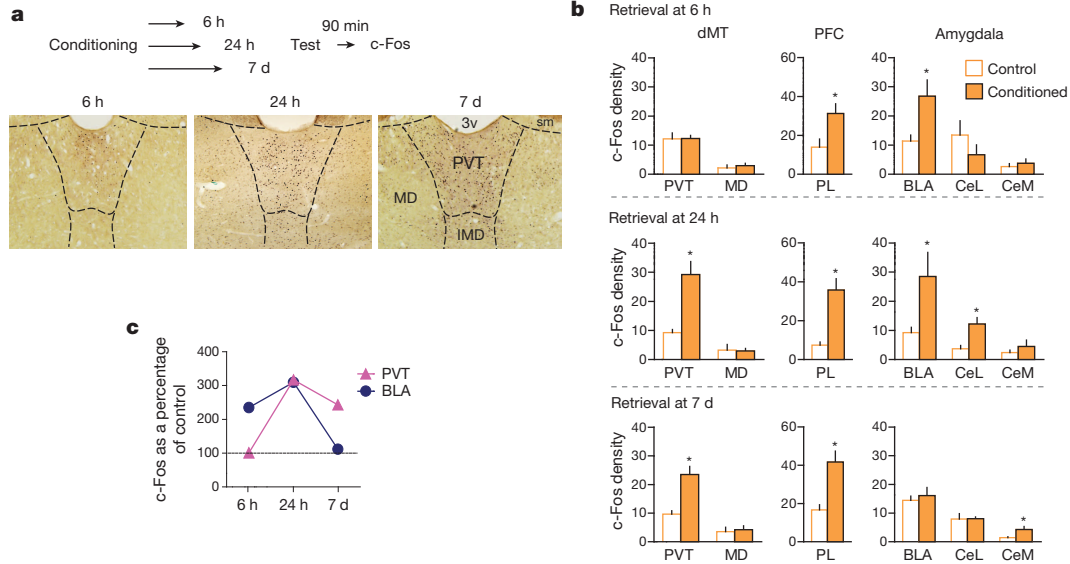 a
6 h
90 min
Conditioning
24 h
Test
c-Fos
7 d
6 h
24 h
7 d
3v
sm
PVT
MD
IMD
b
Retrieval at 6 h
dMT
PFC
Amygdala
Control
Conditioned
c-Fos density
40
30
20
10
0
PVT
MD
60
40
20
0
*
PL
40
30
20
10
0
*
BLA
CeL
CeM
Retrieval at 24 h
c-Fos density
40
30
20
10
0
*
PVT
MD
60
40
20
0
*
PL
40
30
20
10
0
*
*
BLA
CeL
CeM
Retrieval at 7 d
c-Fos density
40
30
20
10
0
*
PVT
MD
60
40
20
0
*
PL
40
30
20
10
0
*
BLA
CeL
CeM
c
c-Fos as a percentage
of control
400
300
200
100
0
6 h
24 h
7 d
PVT
BLA